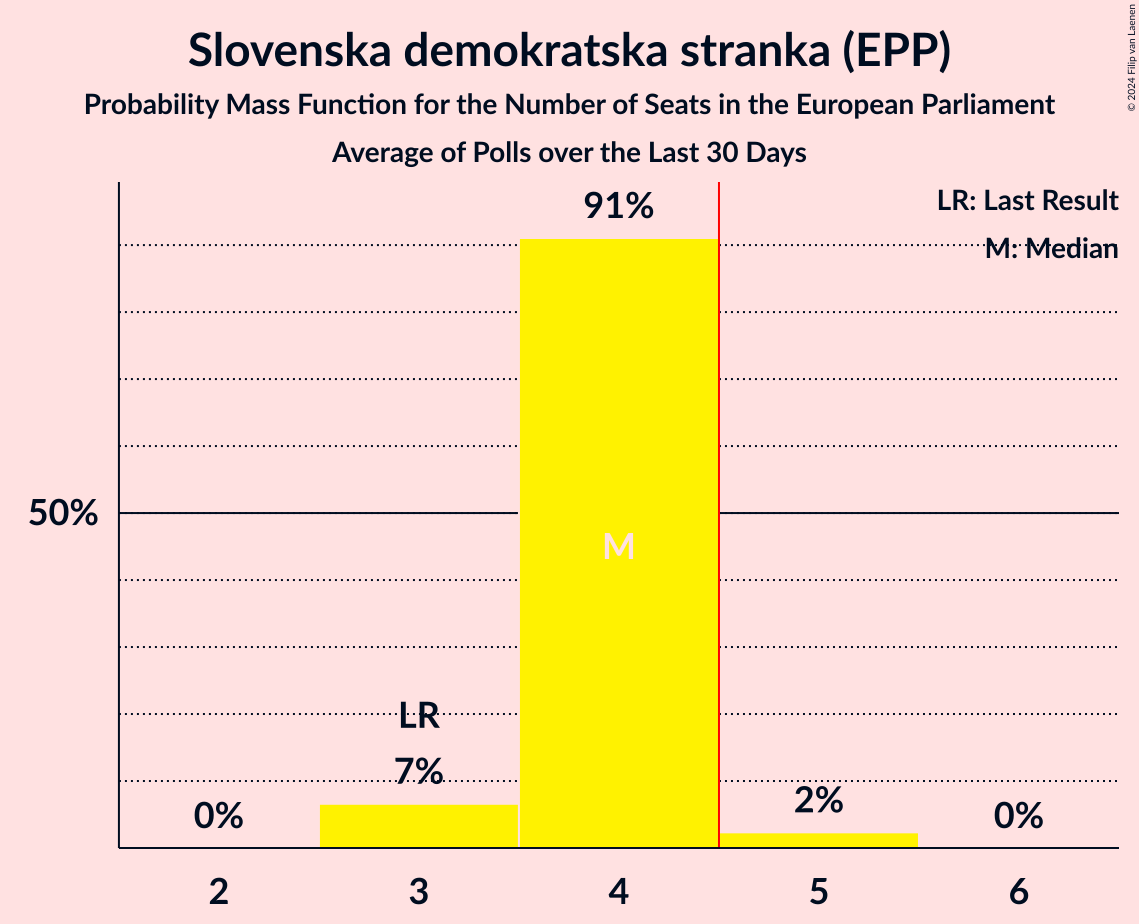 Slovenska demokratska stranka (EPP)
Probability Mass Function for the Number of Seats in the European Parliament
Average of Polls over the Last 30 Days
© 2024 Filip van Laenen
LR: Last Result
M: Median
91%
50%
M
LR
7%
0%
2%
0%
2 3 4 5 6